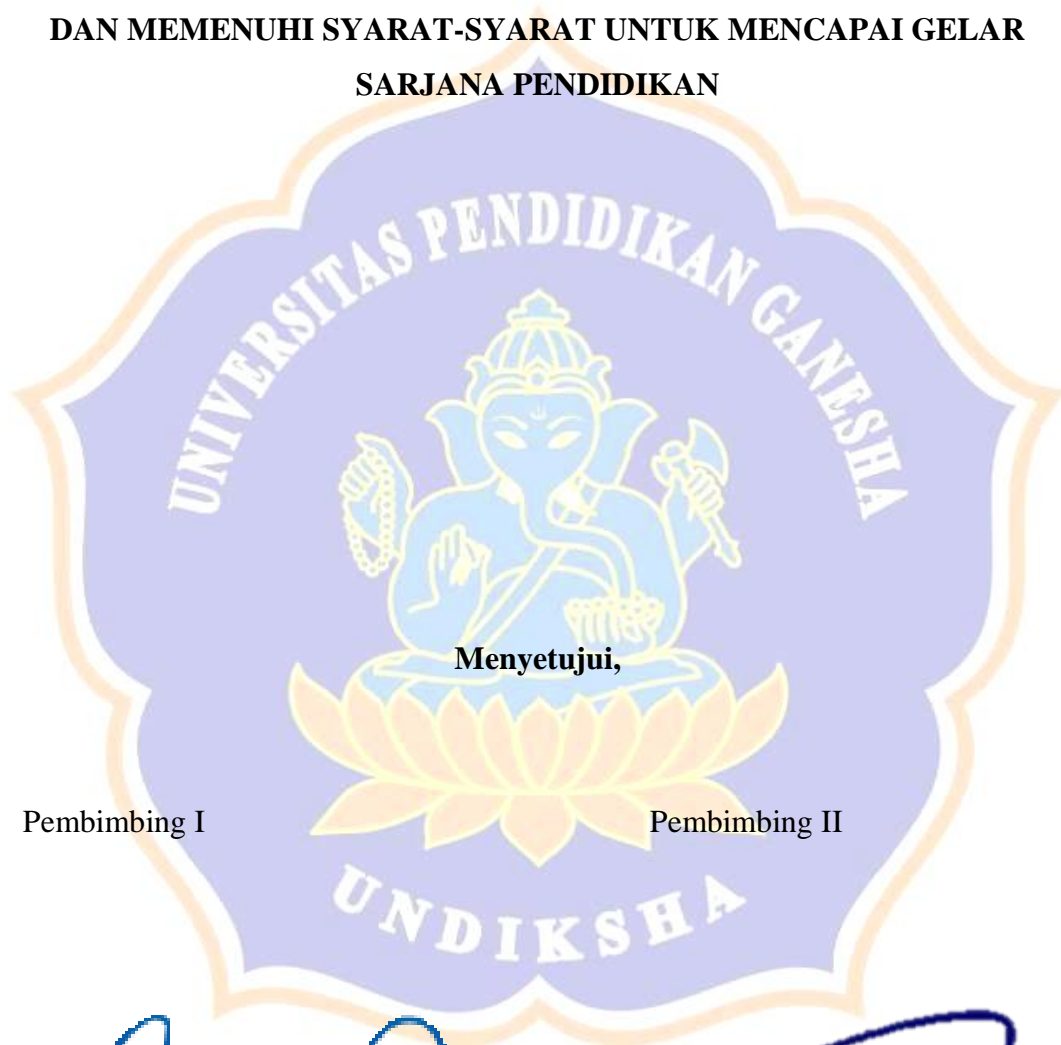 DAN MEMENUHI SYARAT-SYARAT UNTUK MENCAPAI GELAR
SARJANA PENDIDIKAN
UNIVERSITAS PENDIDIKAN GANESHA
Menyetujui,
Pembimbing I Pembimbing II
UNDIKSHA